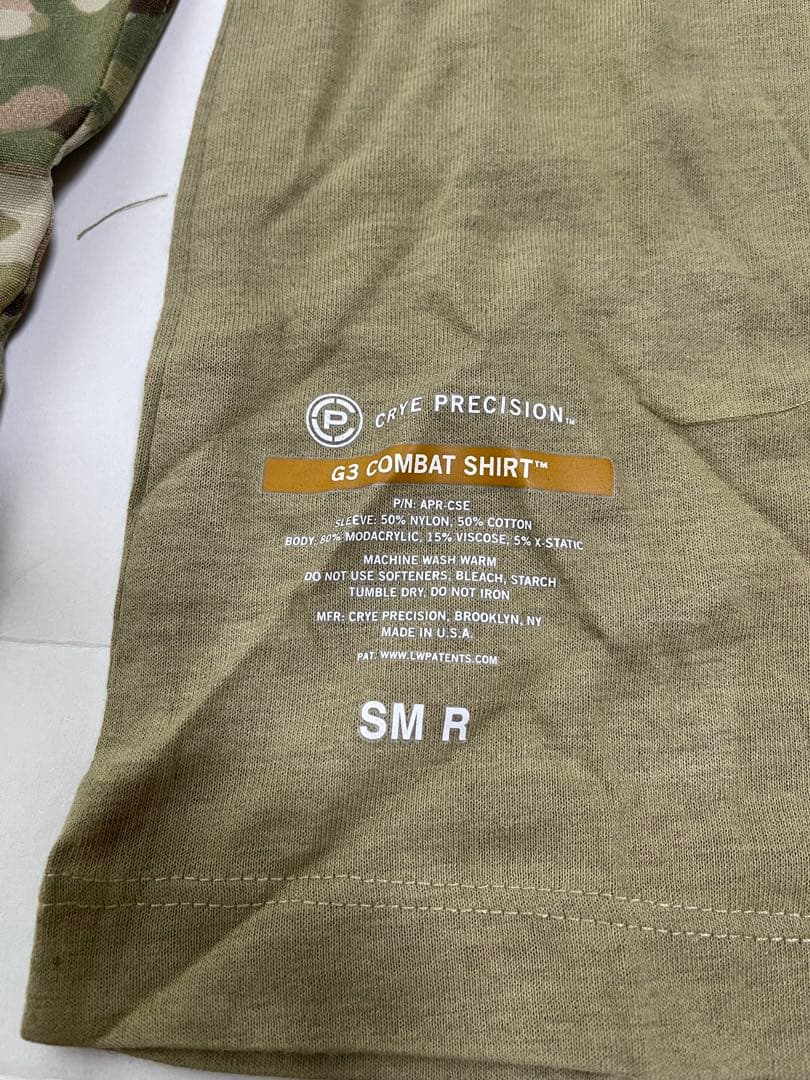 P CRYE PRECISION™
G3 COMBAT SHIRT™
P/N: APR-CSE
SLEEVE: 50% NYLON, 50% COTTON
BODY: 80% MODACRYLIC, 15% VISCOSE, 5% X-STATIC
MACHINE WASH WARM
DO NOT USE SOFTENERS, BLEACH, STARCH
TUMBLE DRY, DO NOT IRON
MFR: CRYE PRECISION, BROOKLYN, NY
MADE IN U.S.A.
PAT. WWW.LWPATENTS.COM
SM R